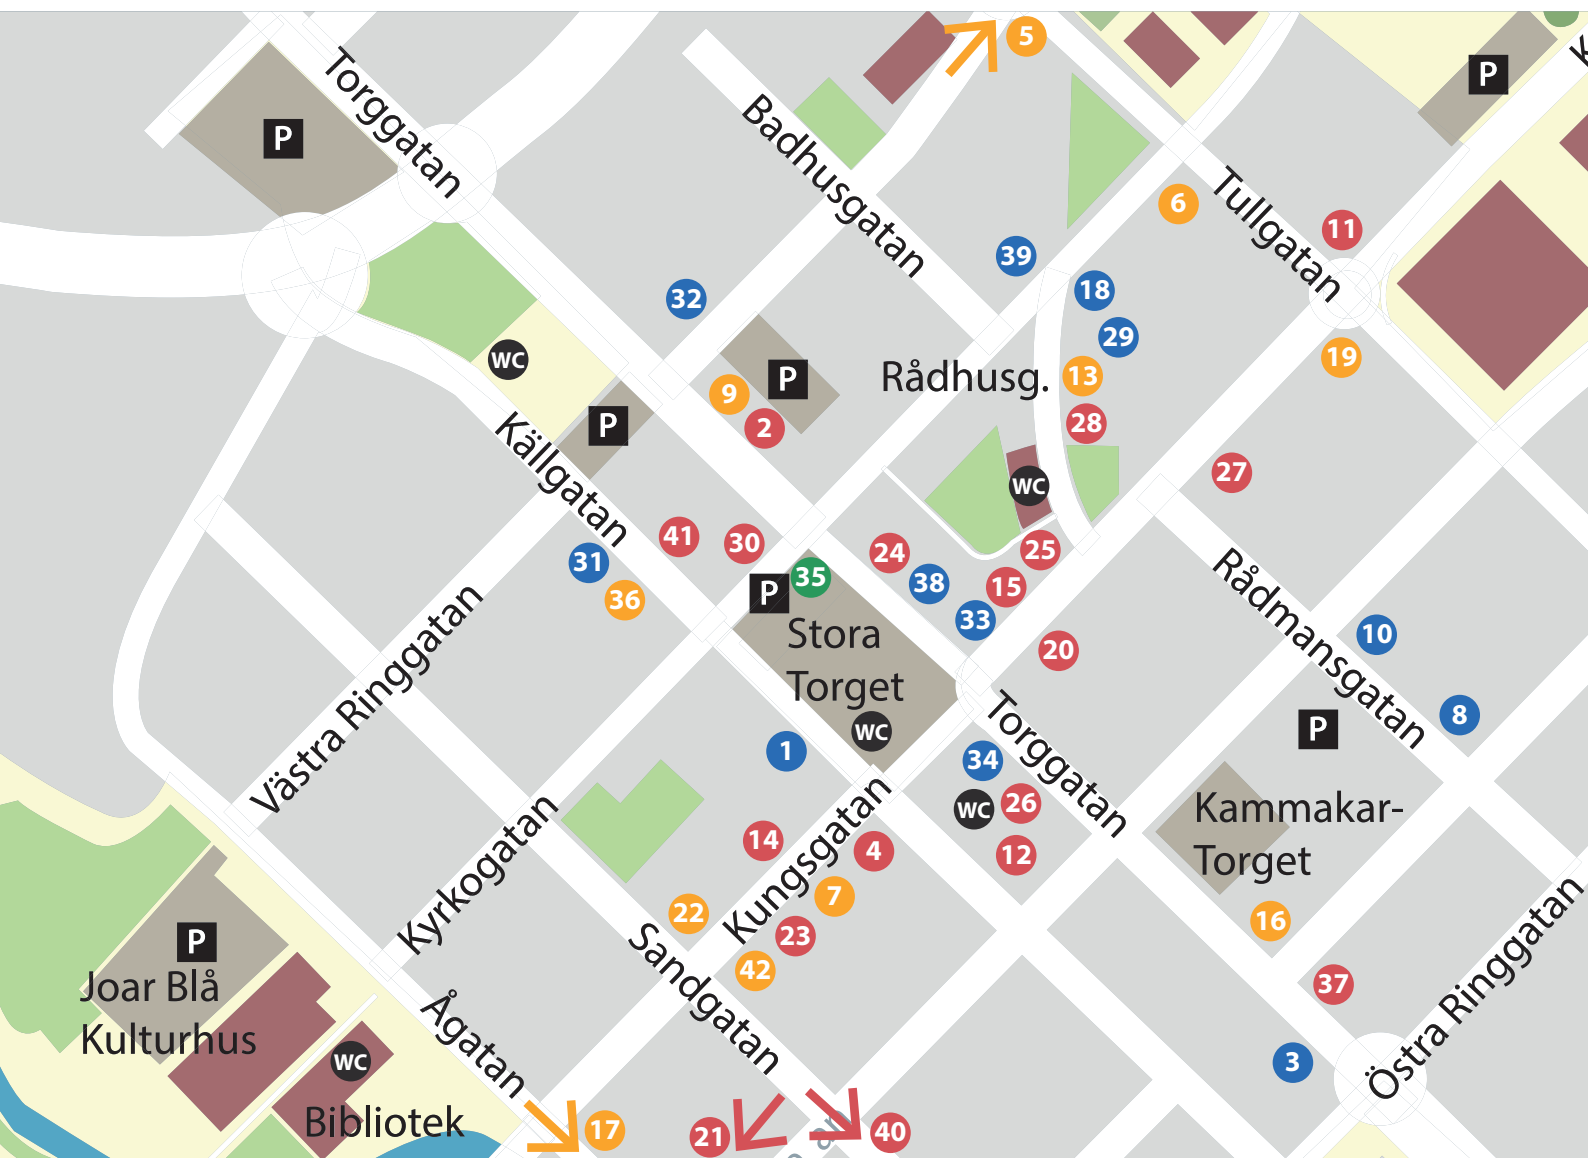 5
Torggatan
P
P
K
Badhusgatan
Tullgatan
6
11
39
18
32
29
19
WC
P
Rådhusg.
13
9
2
28
P
Källgatan
27
WC
41
30
24
25
31
P
35
38
15
36
33
Stora
Torget
Rådmansgatan
10
20
Västra Ringgatan
WC
Torggatan
8
P
1
34
WC
26
Kammakar-
Torget
Kyrkogatan
14
Kungsgatan
4
12
7
22
23
16
P
Sandgatan
42
37
Joar Blå
Kulturhus
Östra Ringgatan
Ågatan
WC
3
Bibliotek
17
21
40